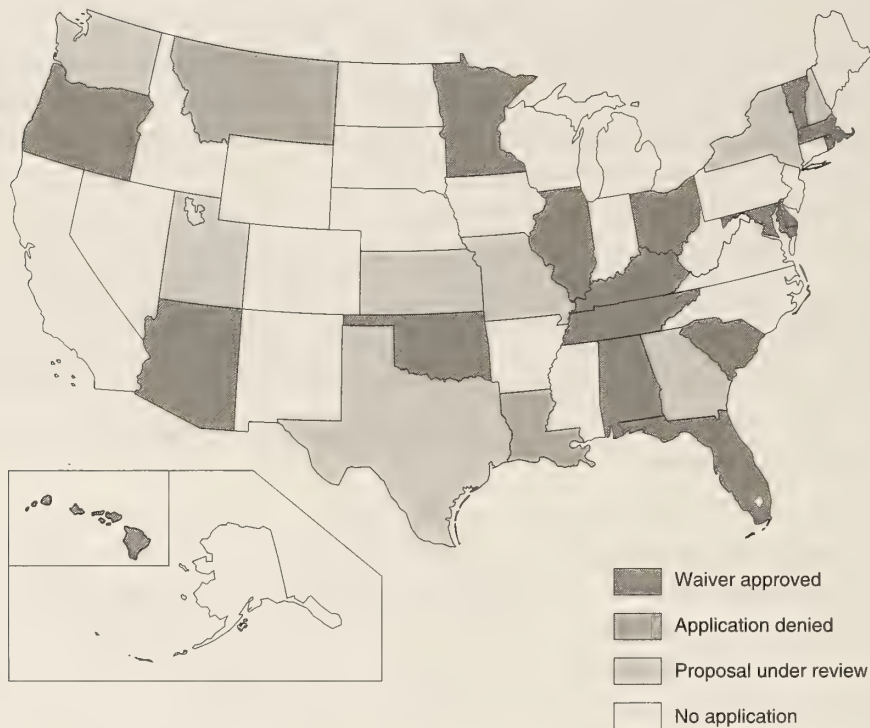 Waiver approved
Application denied
Proposal under review
No application